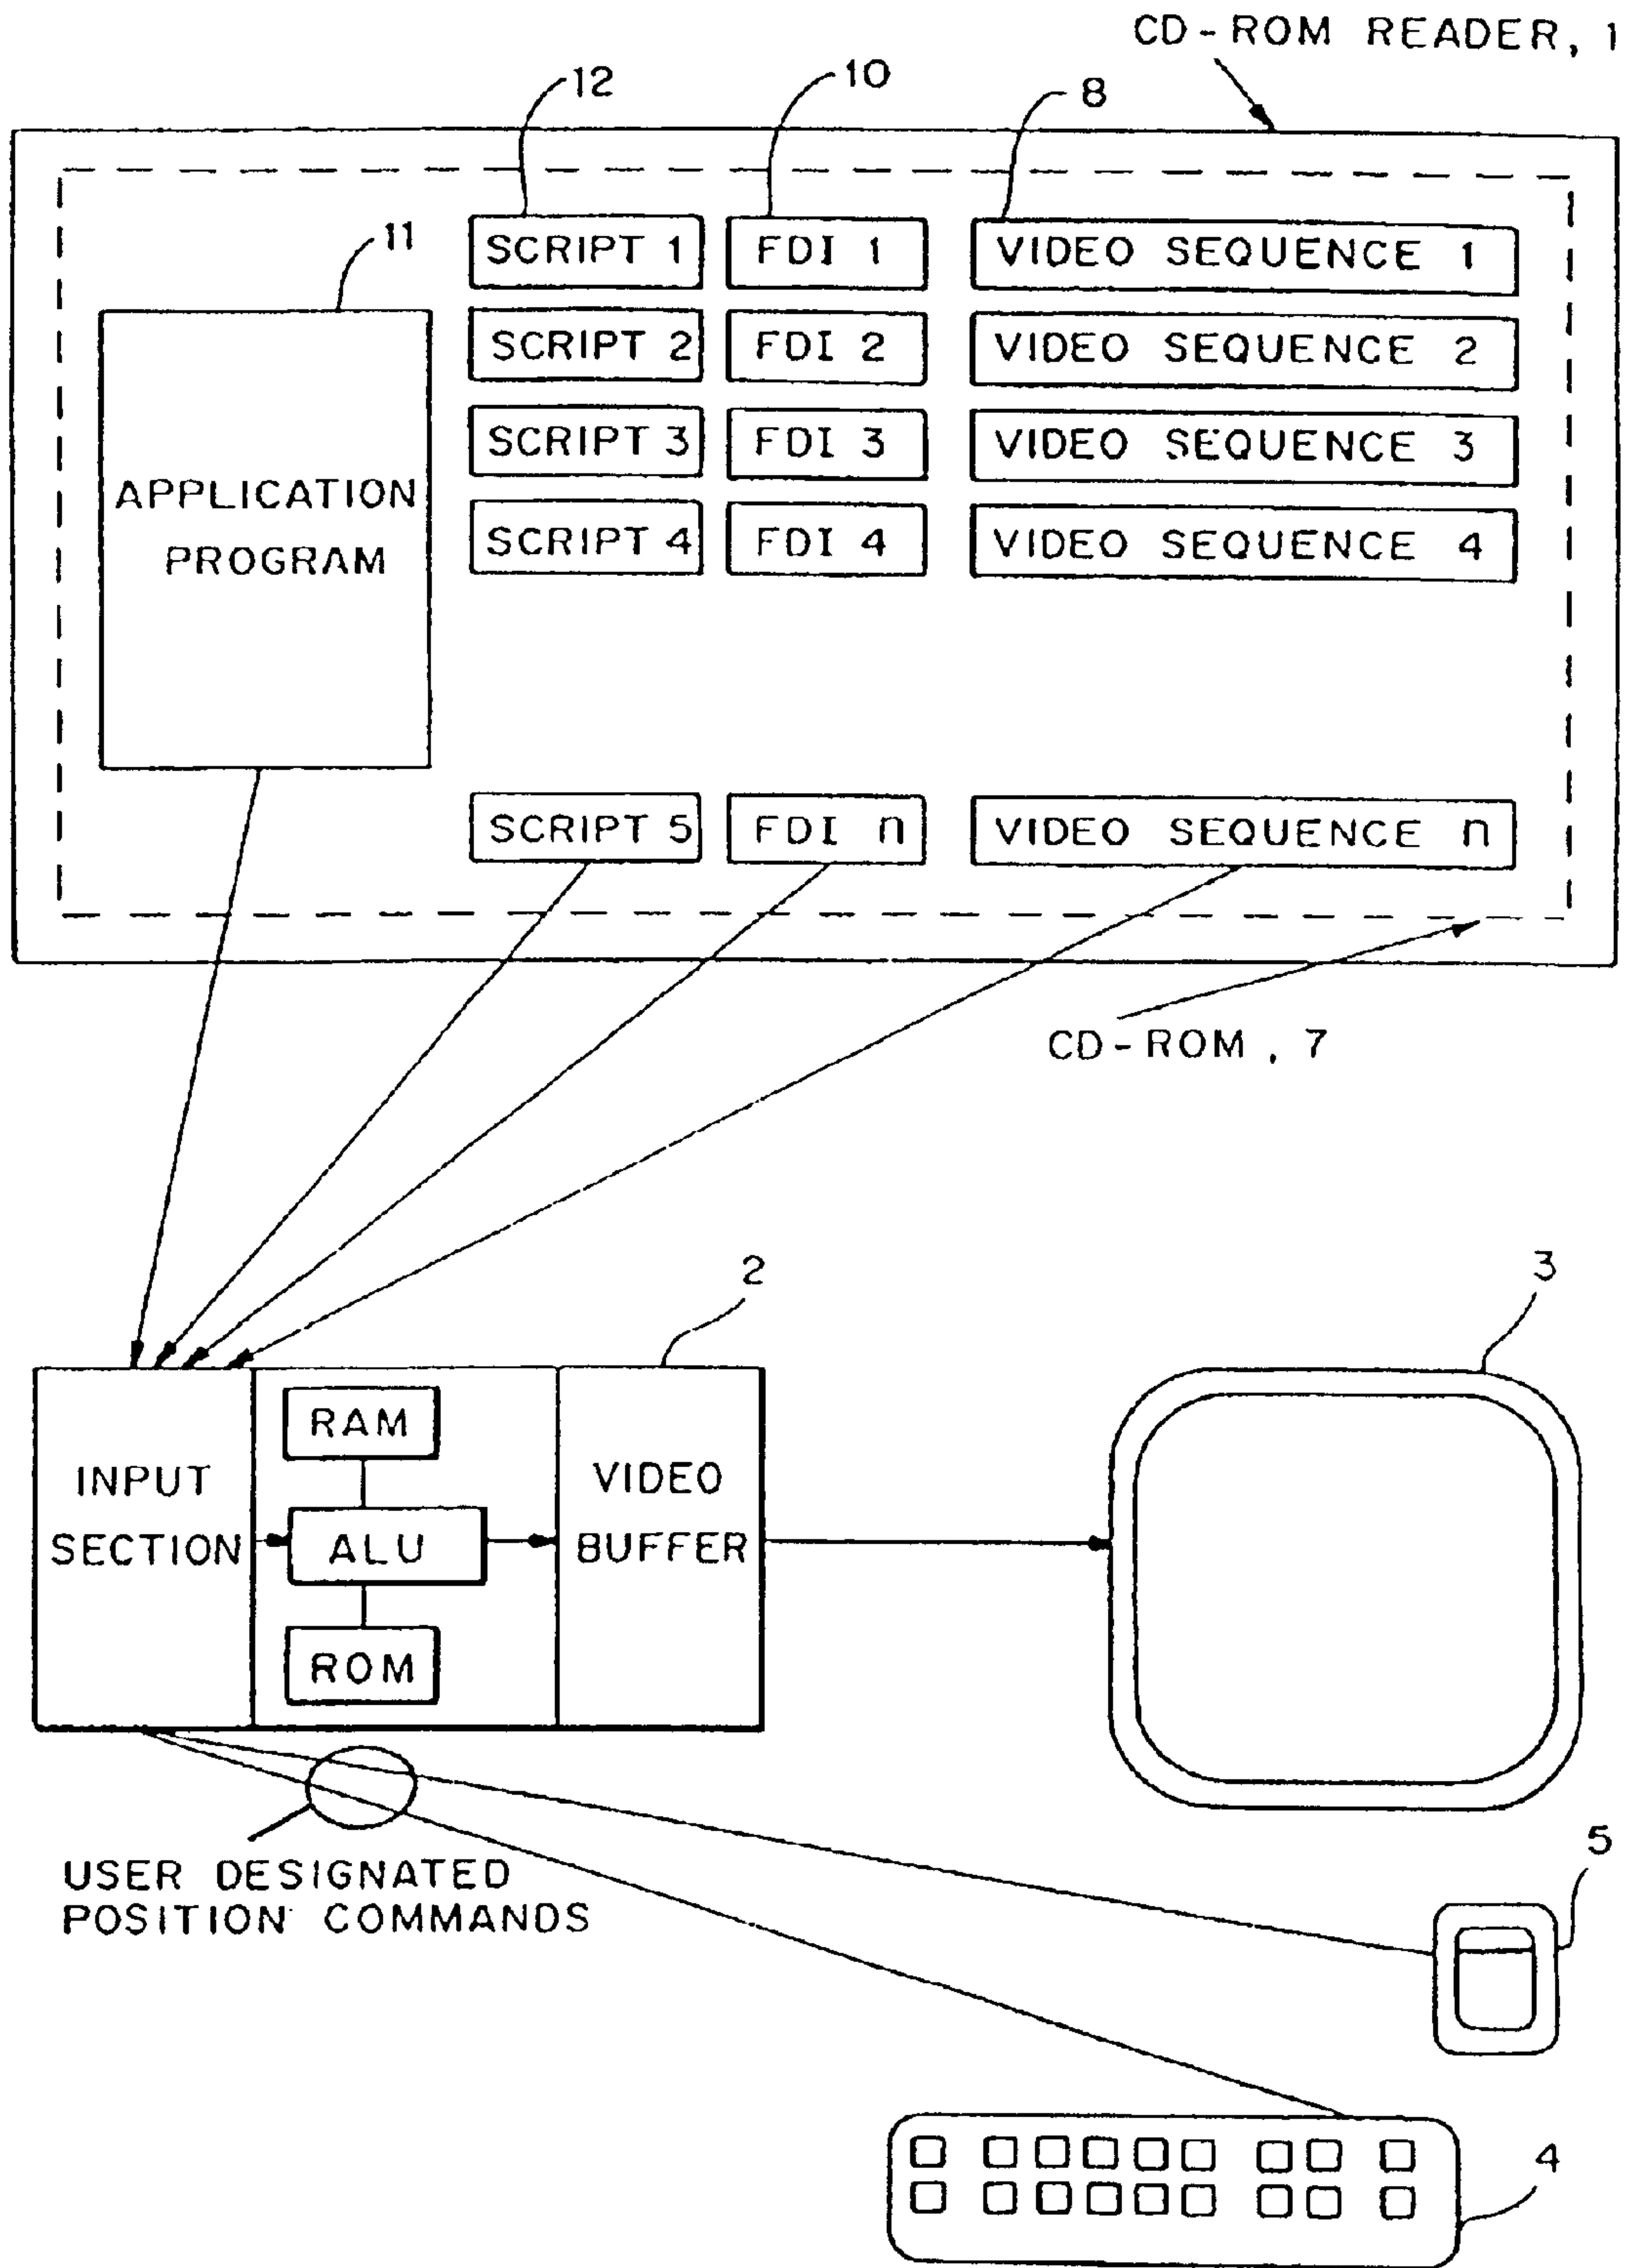 CD-ROM READER, 1
12
10
8
11
SCRIPT 1
FDI 1
VIDEO SEQUENCE 1
SCRIPT 2
FDI 2
VIDEO SEQUENCE 2
SCRIPT 3
FDI 3
VIDEO SEQUENCE 3
APPLICATION
PROGRAM
SCRIPT 4
FDI 4
VIDEO SEQUENCE 4
SCRIPT 5
FDI n
VIDEO SEQUENCE n
CD-ROM, 7
2
3
INPUT
SECTION
RAM
ALU
ROM
VIDEO
BUFFER
USER DESIGNATED
POSITION COMMANDS
5
4